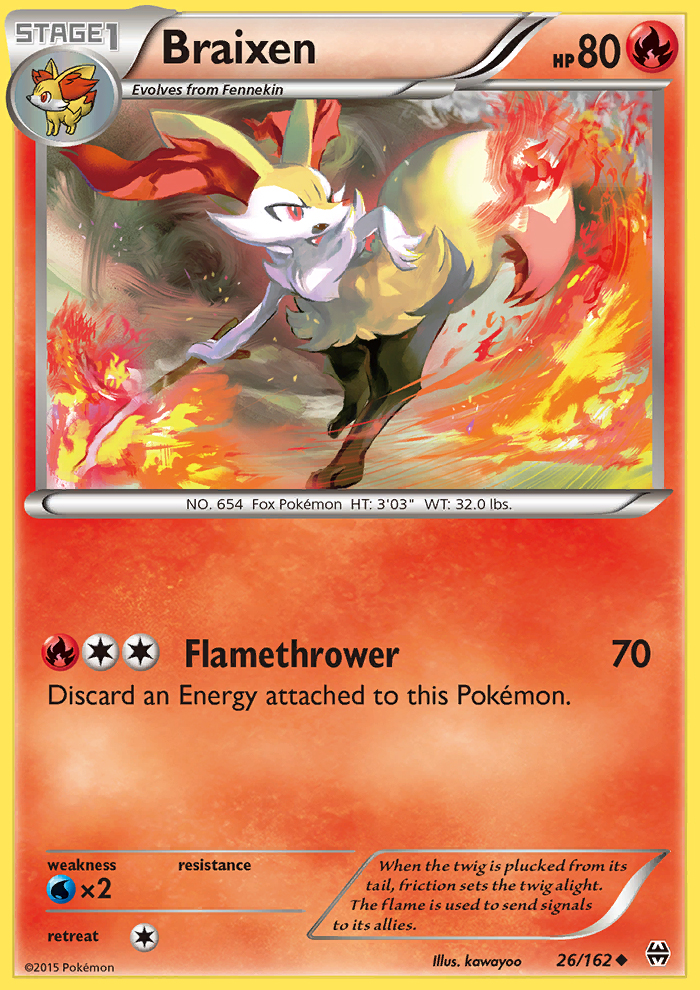 STAGE1
Braixen
HP 80
Evolves from Fennekin
NO. 654 Fox Pokémon HT: 3'03" WT: 32.0 lbs.
Flamethrower 70
Discard an Energy attached to this Pokémon.
weakness resistance
×2
retreat
When the twig is plucked from its
tail, friction sets the twig alight.
The flame is used to send signals
to its allies.
©2015 Pokémon
Illus. kawayoo
26/162